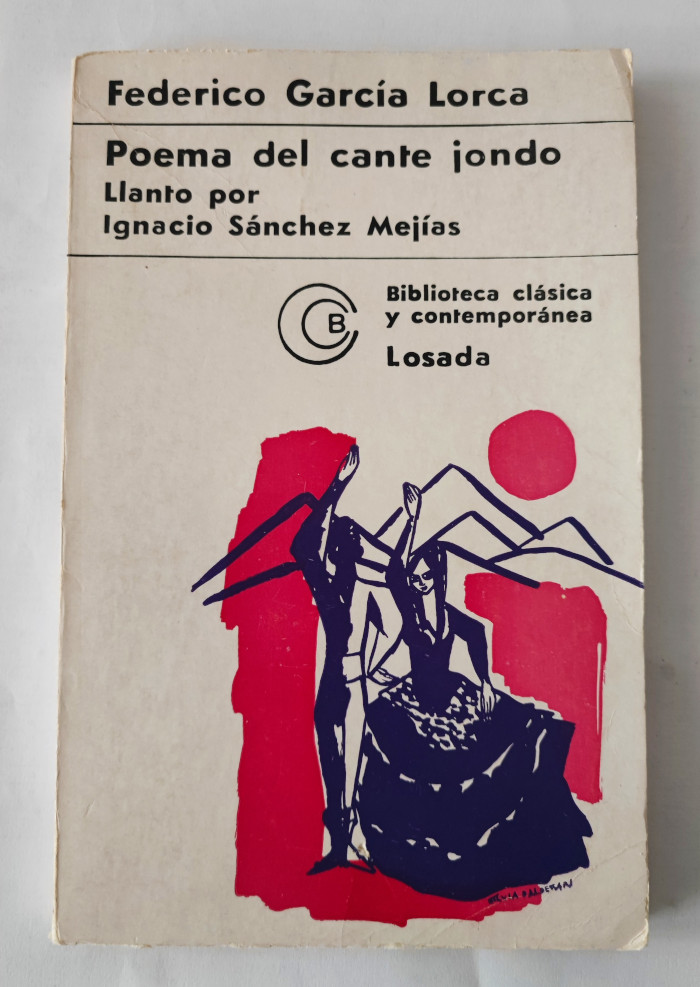 Federico García Lorca
Poema del cante jondo
Llanto por
Ignacio Sánchez Mejías
B
Biblioteca clásica
y contemporánea
Losada